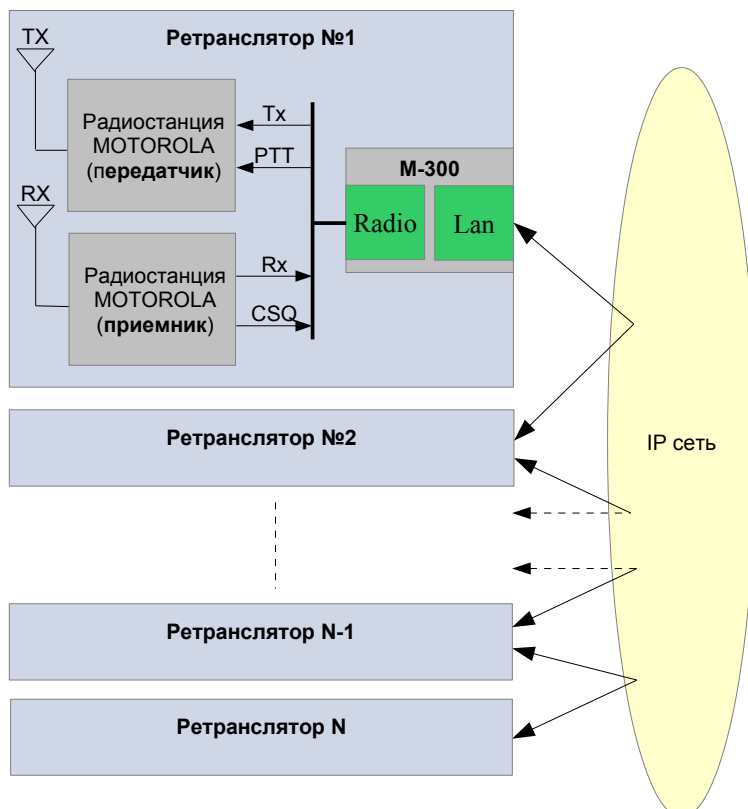 Ретранслятор №1
TX
Радиостанция
MOTOROLA
(передатчик)
Tx
PTT
M-300
Radio
Lan
RX
Радиостанция
MOTOROLA
(приемник)
Rx
CSQ
Ретранслятор №2
IP сеть
Ретранслятор N-1
Ретранслятор N